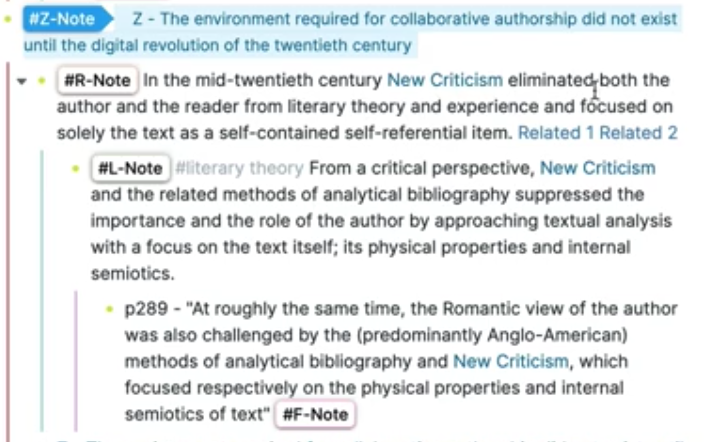 #Z-Note Z - The environment required for collaborative authorship did not exist
until the digital revolution of the twentieth century
#R-Note In the mid-twentieth century New Criticism eliminated both the
author and the reader from literary theory and experience and focused on
solely the text as a self-contained self-referential item. Related 1 Related 2
#L-Note #literary theory From a critical perspective, New Criticism
and the related methods of analytical bibliography suppressed the
importance and the role of the author by approaching textual analysis
with a focus on the text itself; its physical properties and internal
semiotics.
p289 - "At roughly the same time, the Romantic view of the author
was also challenged by the (predominantly Anglo-American)
methods of analytical bibliography and New Criticism, which
focused respectively on the physical properties and internal
semiotics of text" #F-Note